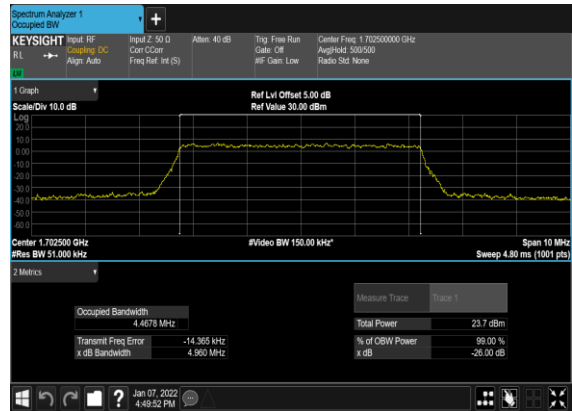 Spectrum Analyzer 1
Occupied BW
+
KEYSIGHT Input: RF Input Z: 50 Ω Atten: 40 dB Trig: Free Run Center Freq: 1.702500000 GHz
RL Coupling: DC Corr CCorr Gate: Off Avg|Hold: 500/500
Align: Auto Freq Ref: Int (S) #IF Gain: Low Radio Std: None
LXI
1 Graph
Ref Lvl Offset 5.00 dB
Scale/Div 10.0 dB Ref Value 30.00 dBm
Log
20.0
10.0
0.00
-10.0
-20.0
-30.0
-40.0
-50.0
-60.0
Center 1.702500 GHz #Video BW 150.00 kHz* Span 10 MHz
#Res BW 51.000 kHz Sweep 4.80 ms (1001 pts)
2 Metrics
Measure Trace Trace 1
Occupied Bandwidth
4.4678 MHz
Total Power 23.7 dBm
Transmit Freq Error -14.365 kHz % of OBW Power 99.00 %
x dB Bandwidth 4.960 MHz x dB -26.00 dB
? Jan 07, 2022
4:49:52 PM